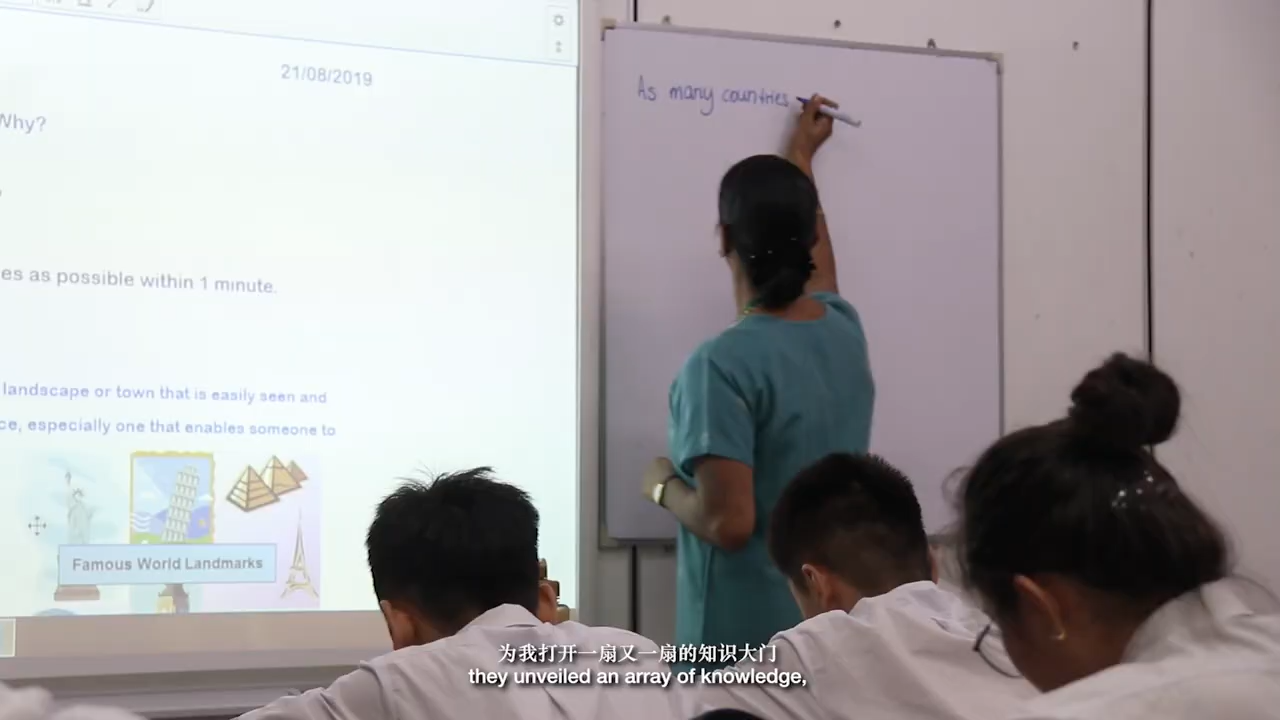 21/08/2019
Why?
es as possible within 1 minute.
landscape or town that is easily seen and
ce, especially one that enables someone to
Famous World Landmarks
As many countries
为我打开一扇又一扇的知识大门
they unveiled an array of knowledge,